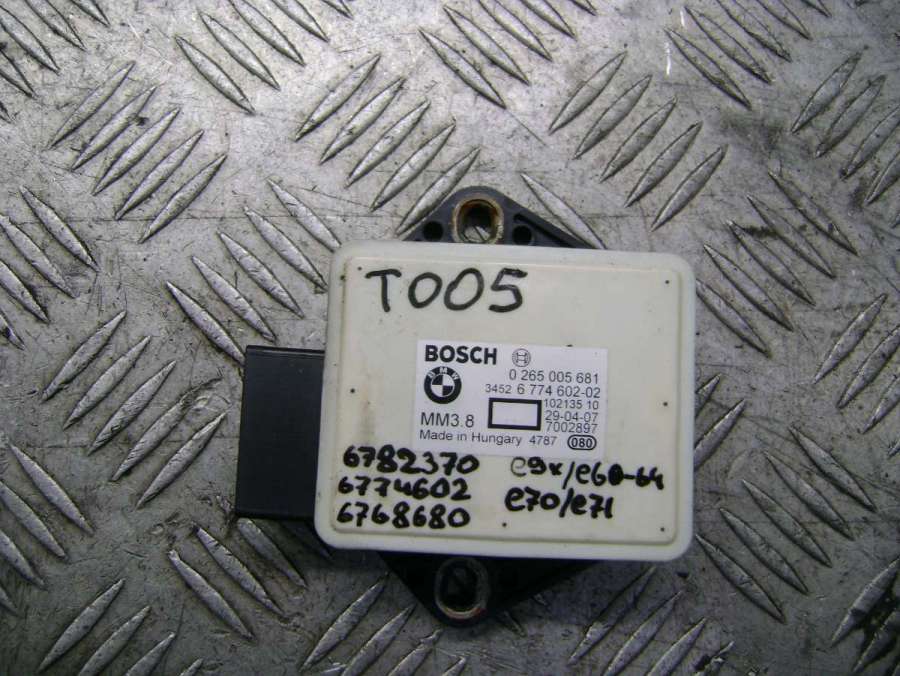 T005
BOSCH
BMW
0 265 005 681
3452 6 774 602-02
102135 10
MM3.8
29-04-07
7002897
Made in Hungary 4787 080
6782370 e9x/e60-64
6774602 e70/e71
6768680